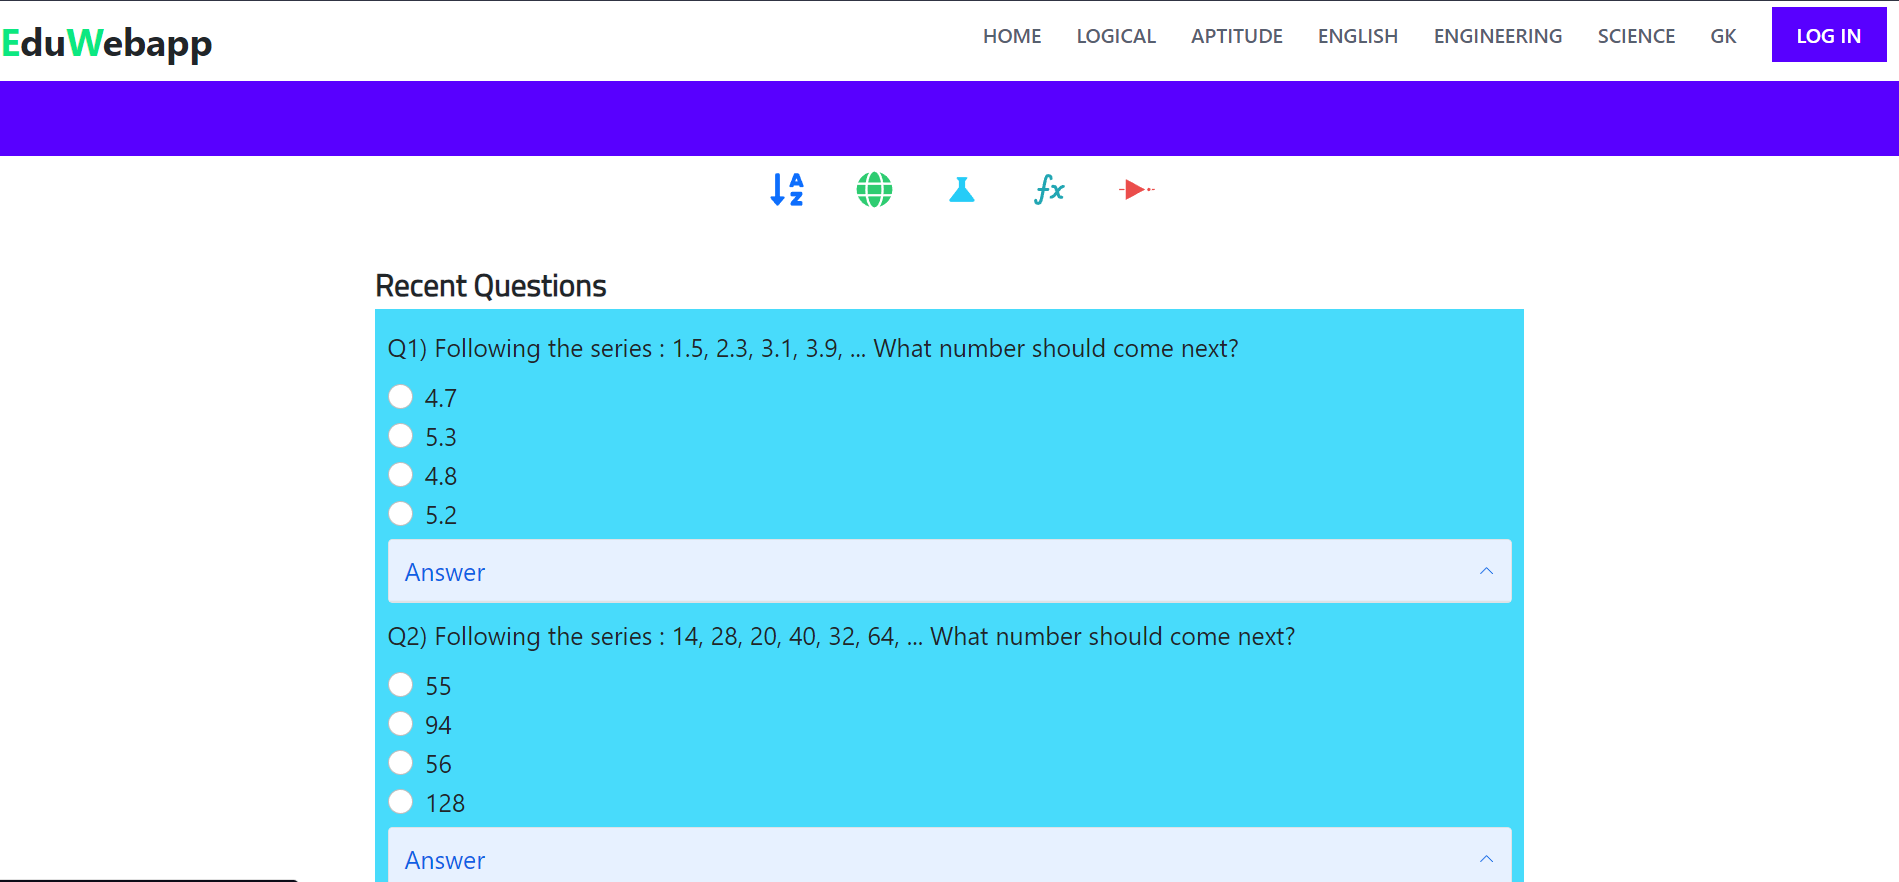 EduWebapp
HOME LOGICAL APTITUDE ENGLISH ENGINEERING SCIENCE GK LOG IN
Recent Questions
Q1) Following the series : 1.5, 2.3, 3.1, 3.9, ... What number should come next?
4.7
5.3
4.8
5.2
Answer
Q2) Following the series : 14, 28, 20, 40, 32, 64, ... What number should come next?
55
94
56
128
Answer